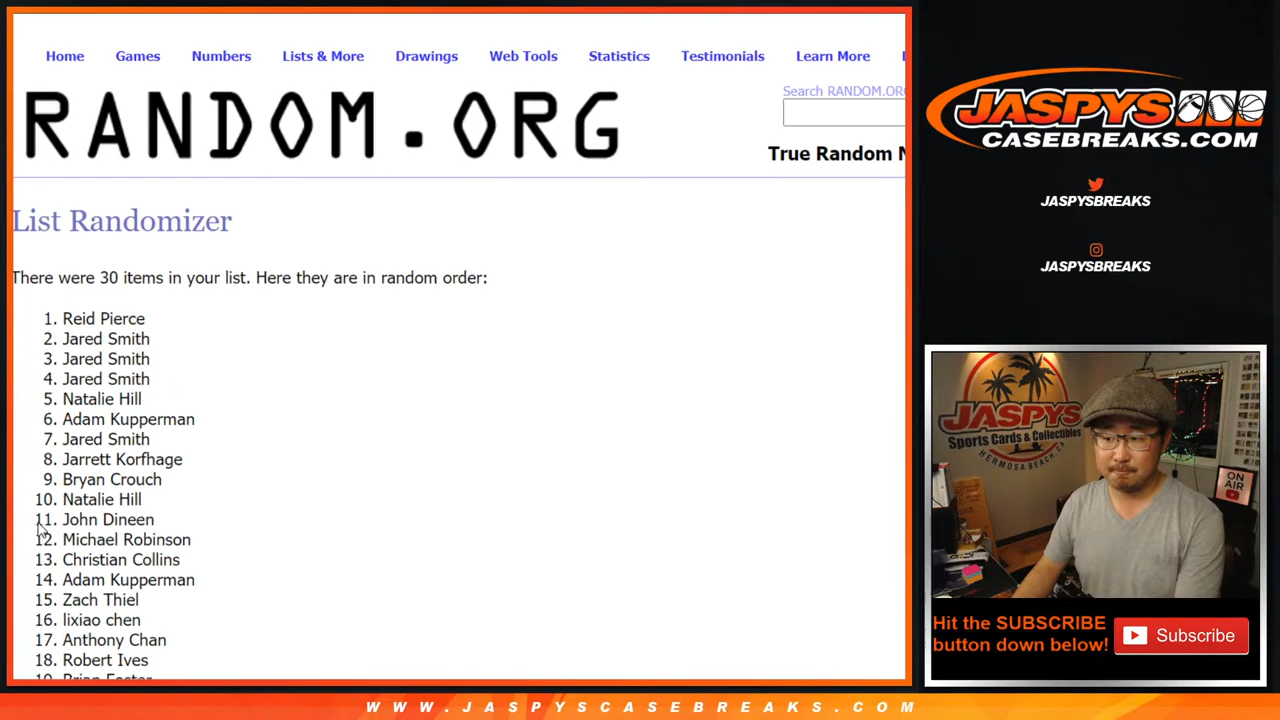 Home Games Numbers Lists & More Drawings Web Tools Statistics Testimonials Learn More
RANDOM.ORG
Search RANDOM.ORG
True Random
List Randomizer
There were 30 items in your list. Here they are in random order:
1. Reid Pierce
2. Jared Smith
3. Jared Smith
4. Jared Smith
5. Natalie Hill
6. Adam Kupperman
7. Jared Smith
8. Jarrett Korfhage
9. Bryan Crouch
10. Natalie Hill
11. John Dineen
12. Michael Robinson
13. Christian Collins
14. Adam Kupperman
15. Zach Thiel
16. lixiao chen
17. Anthony Chan
18. Robert Ives
JASPYS
CASEBREAKS.COM
JASPYSBREAKS
JASPYSBREAKS
JASPYS
Sports Cards & Collectibles
HERMOSA BEACH, CA
ON AIR
Hit the SUBSCRIBE
button down below!
Subscribe
WWW.JASPYSCASEBREAKS.COM